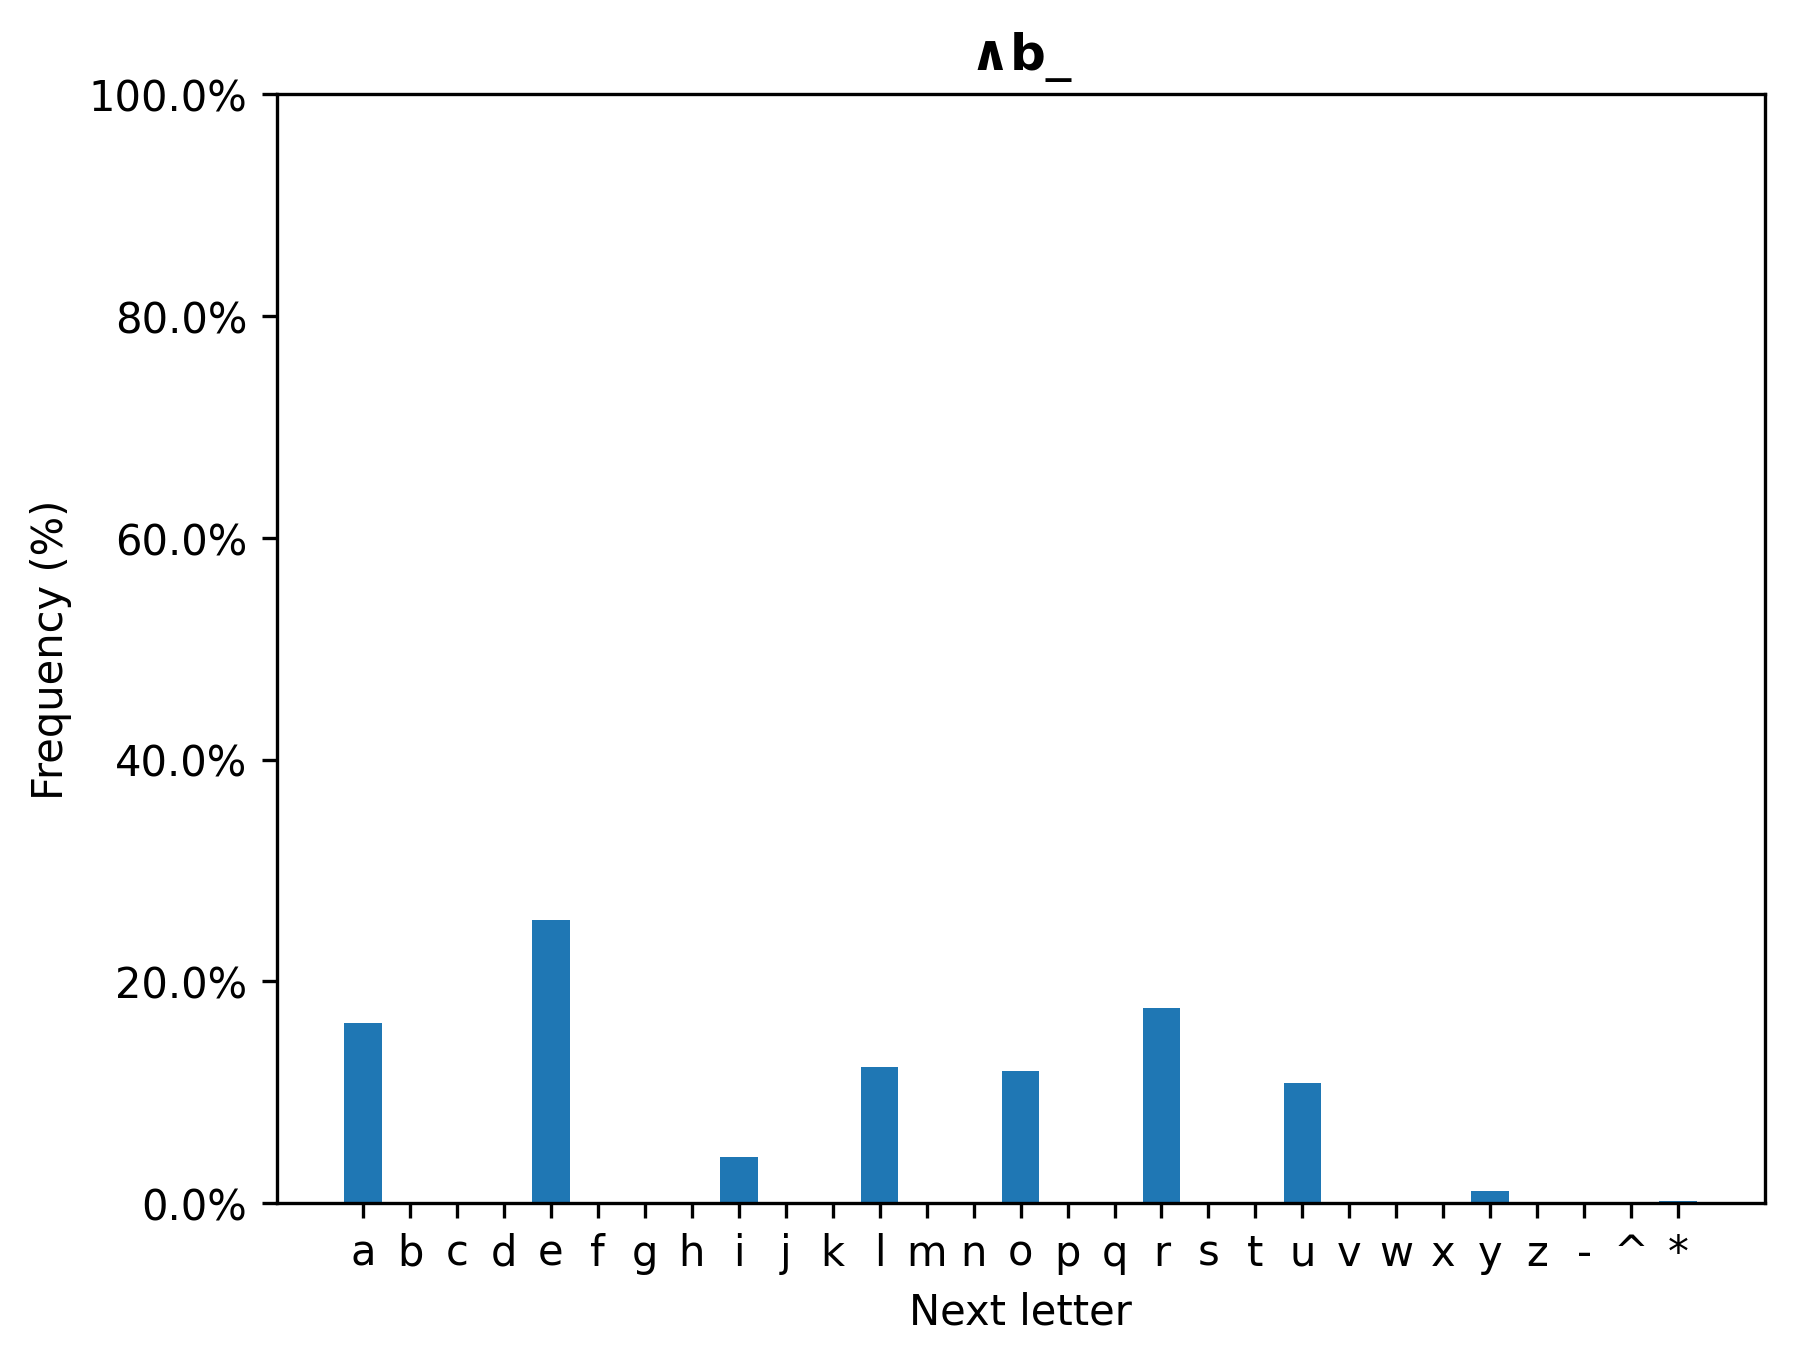 ∧b_
100.0%
80.0%
60.0%
40.0%
20.0%
0.0%
Frequency (%)
a b c d e f g h i j k l m n o p q r s t u v w x y z - ^ *
Next letter